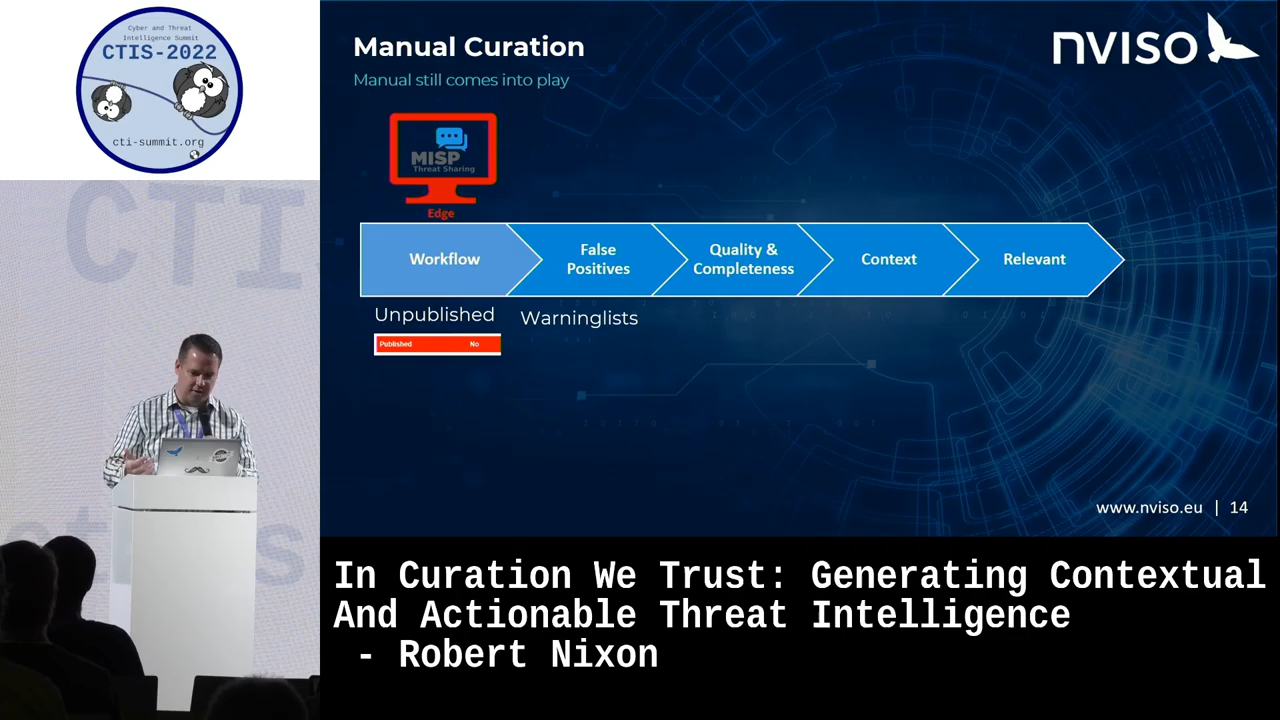 Cyber and Threat
Intelligence Summit
CTIS-2022
cti-summit.org
Manual Curation
Manual still comes into play
nviso
MISP
Threat Sharing
Edge
Workflow
False
Positives
Quality &
Completeness
Context
Relevant
Unpublished
Warninglists
Published No
www.nviso.eu | 14
CTI
In Curation We Trust: Generating Contextual
And Actionable Threat Intelligence
- Robert Nixon